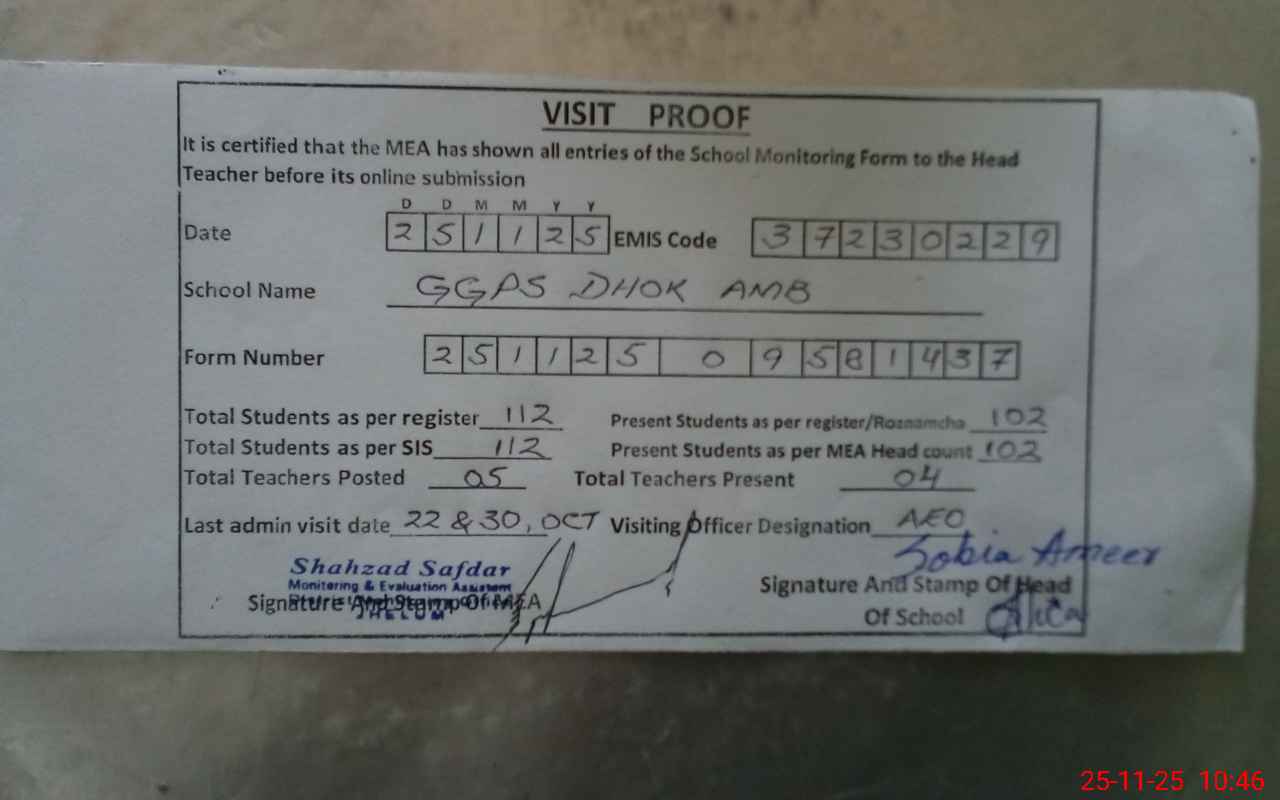 VISIT PROOF
It is certified that the MEA has shown all entries of the School Monitoring Form to the Head
Teacher before its online submission
D D M M Y Y
Date 2 5 1 1 2 5 EMIS Code 3 7 2 3 0 2 2 9
School Name GGPS DHOK AMB
Form Number 2 5 1 1 2 5 0 9 5 8 1 4 3 7
Total Students as per register 112 Present Students as per register/Roznamcha 102
Total Students as per SIS 112 Present Students as per MEA Head count 102
Total Teachers Posted 05 Total Teachers Present 04
Last admin visit date 22 & 30, OCT Visiting Officer Designation AEO
Sobia Ameer
Shahzad Safdar
Monitoring & Evaluation Assistant
Signature And Stamp Of MEA
JHELUM
Signature And Stamp Of Head
Of School
25-11-25 10:46